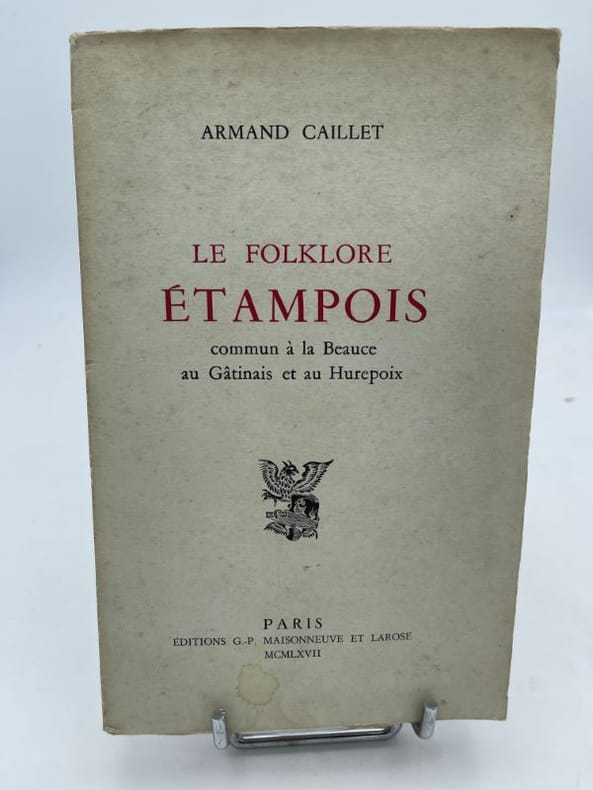 ARMAND CAILLET
LE FOLKLORE
ÉTAMPOIS
commun à la Beauce
au Gâtinais et au Hurepoix
PARIS
ÉDITIONS G.-P. MAISONNEUVE ET LAROSE
MCMLXVII